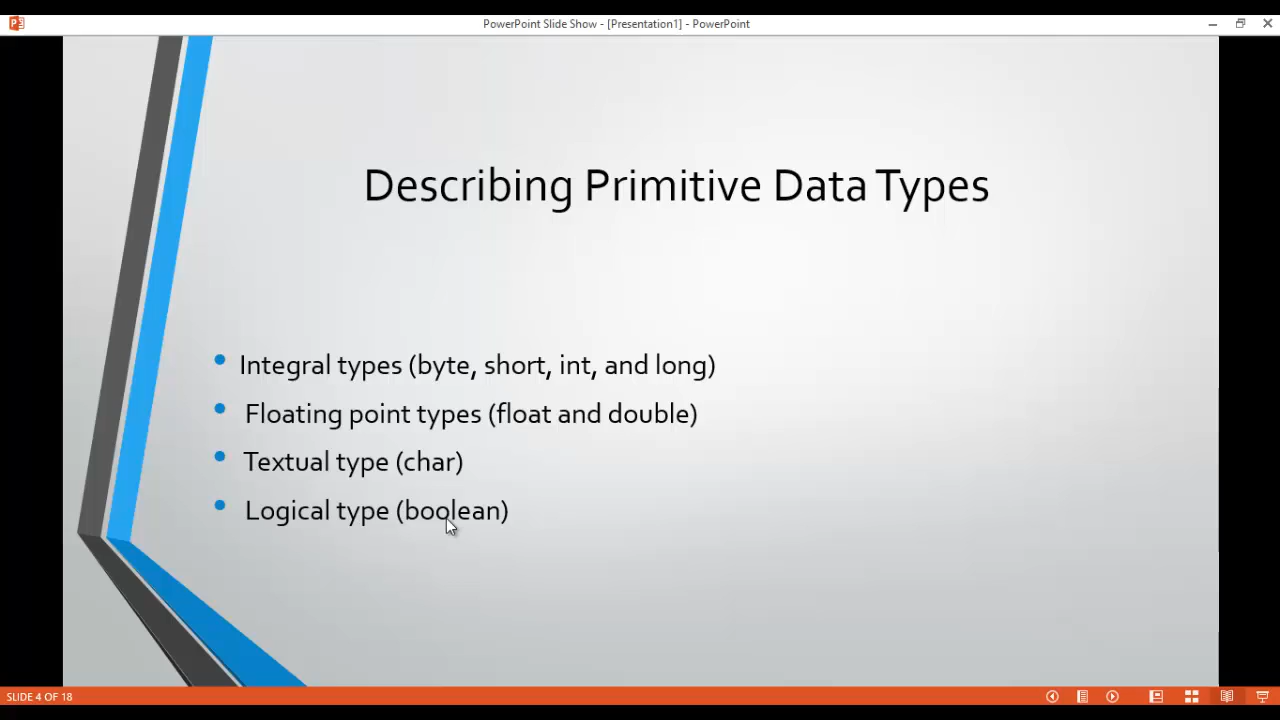 PowerPoint Slide Show - [Presentation1] - PowerPoint
Describing Primitive Data Types
• Integral types (byte, short, int, and long)
• Floating point types (float and double)
• Textual type (char)
• Logical type (boolean)
SLIDE 4 OF 18